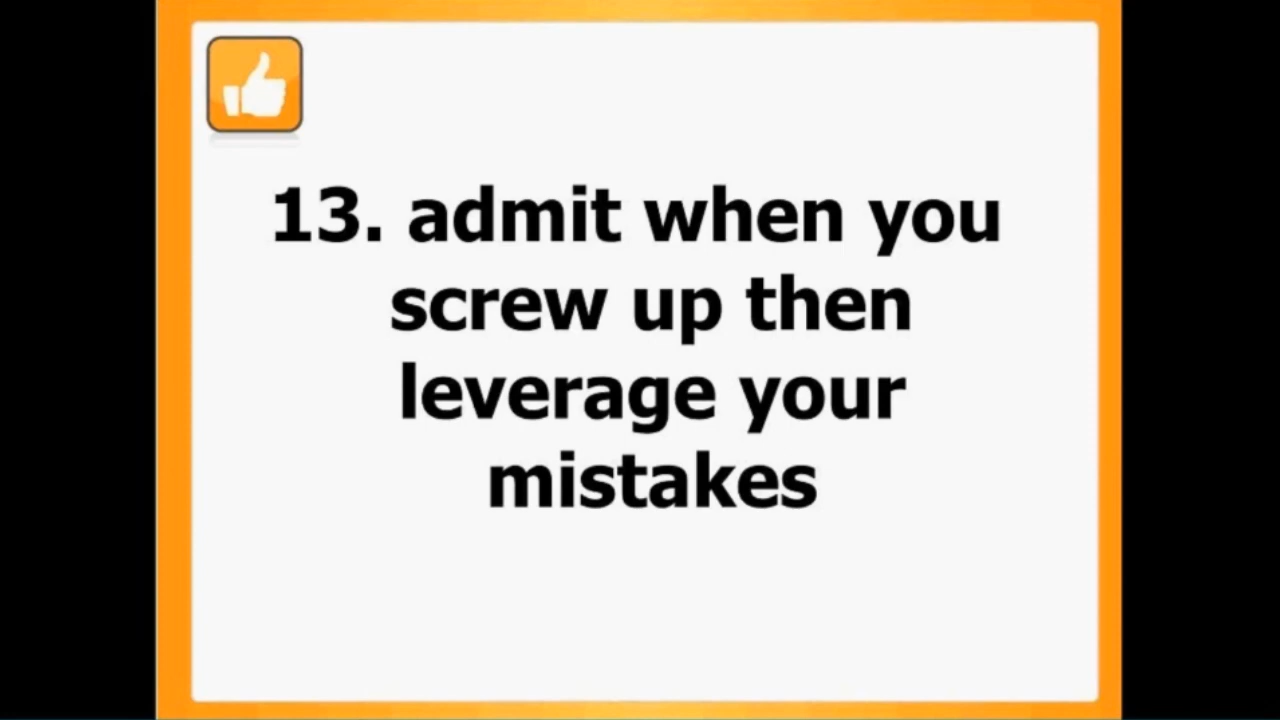 13. admit when you
screw up then
leverage your
mistakes